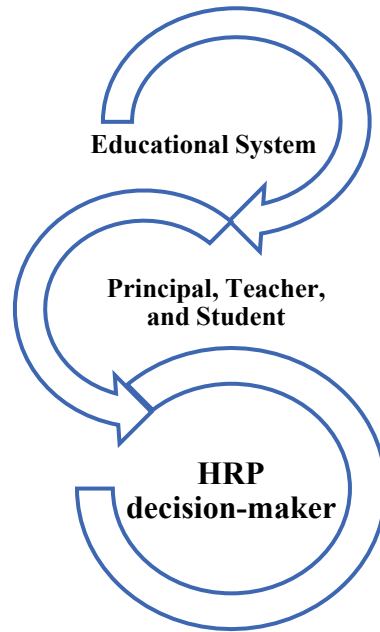 Educational System
Principal, Teacher,
and Student
HRP
decision-maker